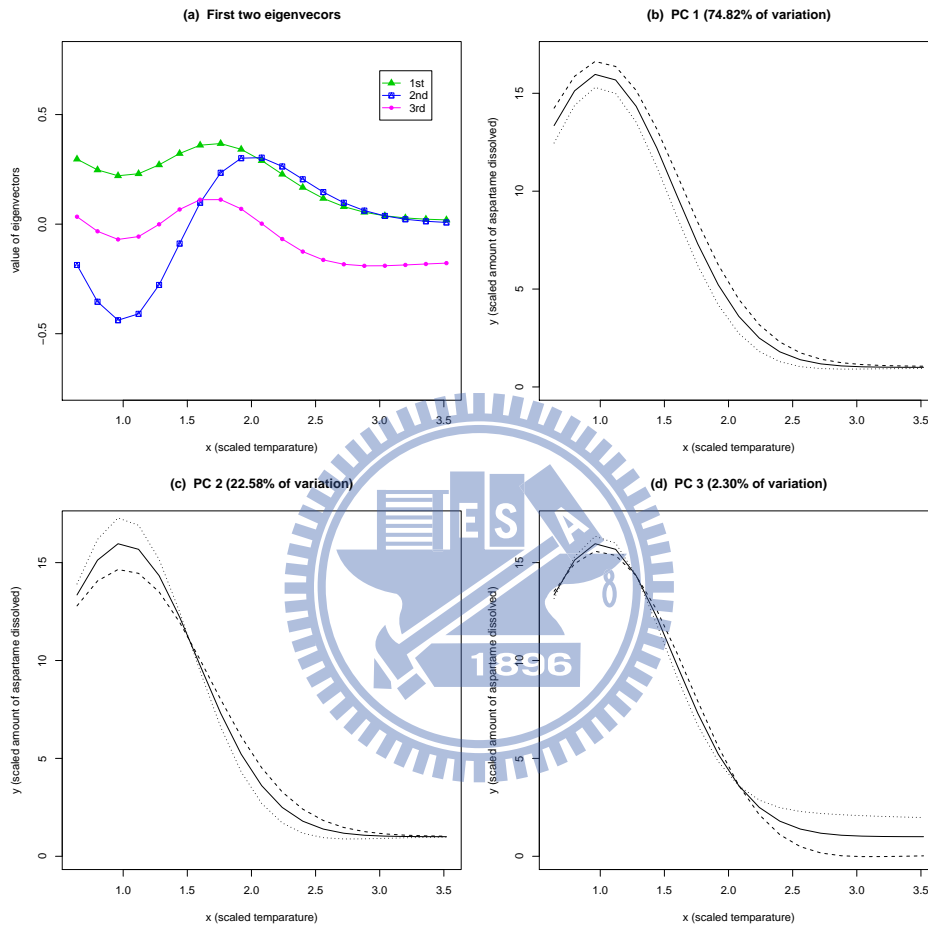 (a) First two eigenvecors
value of eigenvectors
0.5
0.0
−0.5
1st
2nd
3rd
1.0 1.5 2.0 2.5 3.0 3.5
x (scaled temparature)
(b) PC 1 (74.82% of variation)
y (scaled amount of aspartame dissolved)
15
10
5
0
1.0 1.5 2.0 2.5 3.0 3.5
x (scaled temparature)
(c) PC 2 (22.58% of variation)
y (scaled amount of aspartame dissolved)
15
10
5
0
1.0 1.5 2.0 2.5 3.0 3.5
x (scaled temparature)
(d) PC 3 (2.30% of variation)
y (scaled amount of aspartame dissolved)
15
10
5
0
1.0 1.5 2.0 2.5 3.0 3.5
x (scaled temparature)
E S A
1896